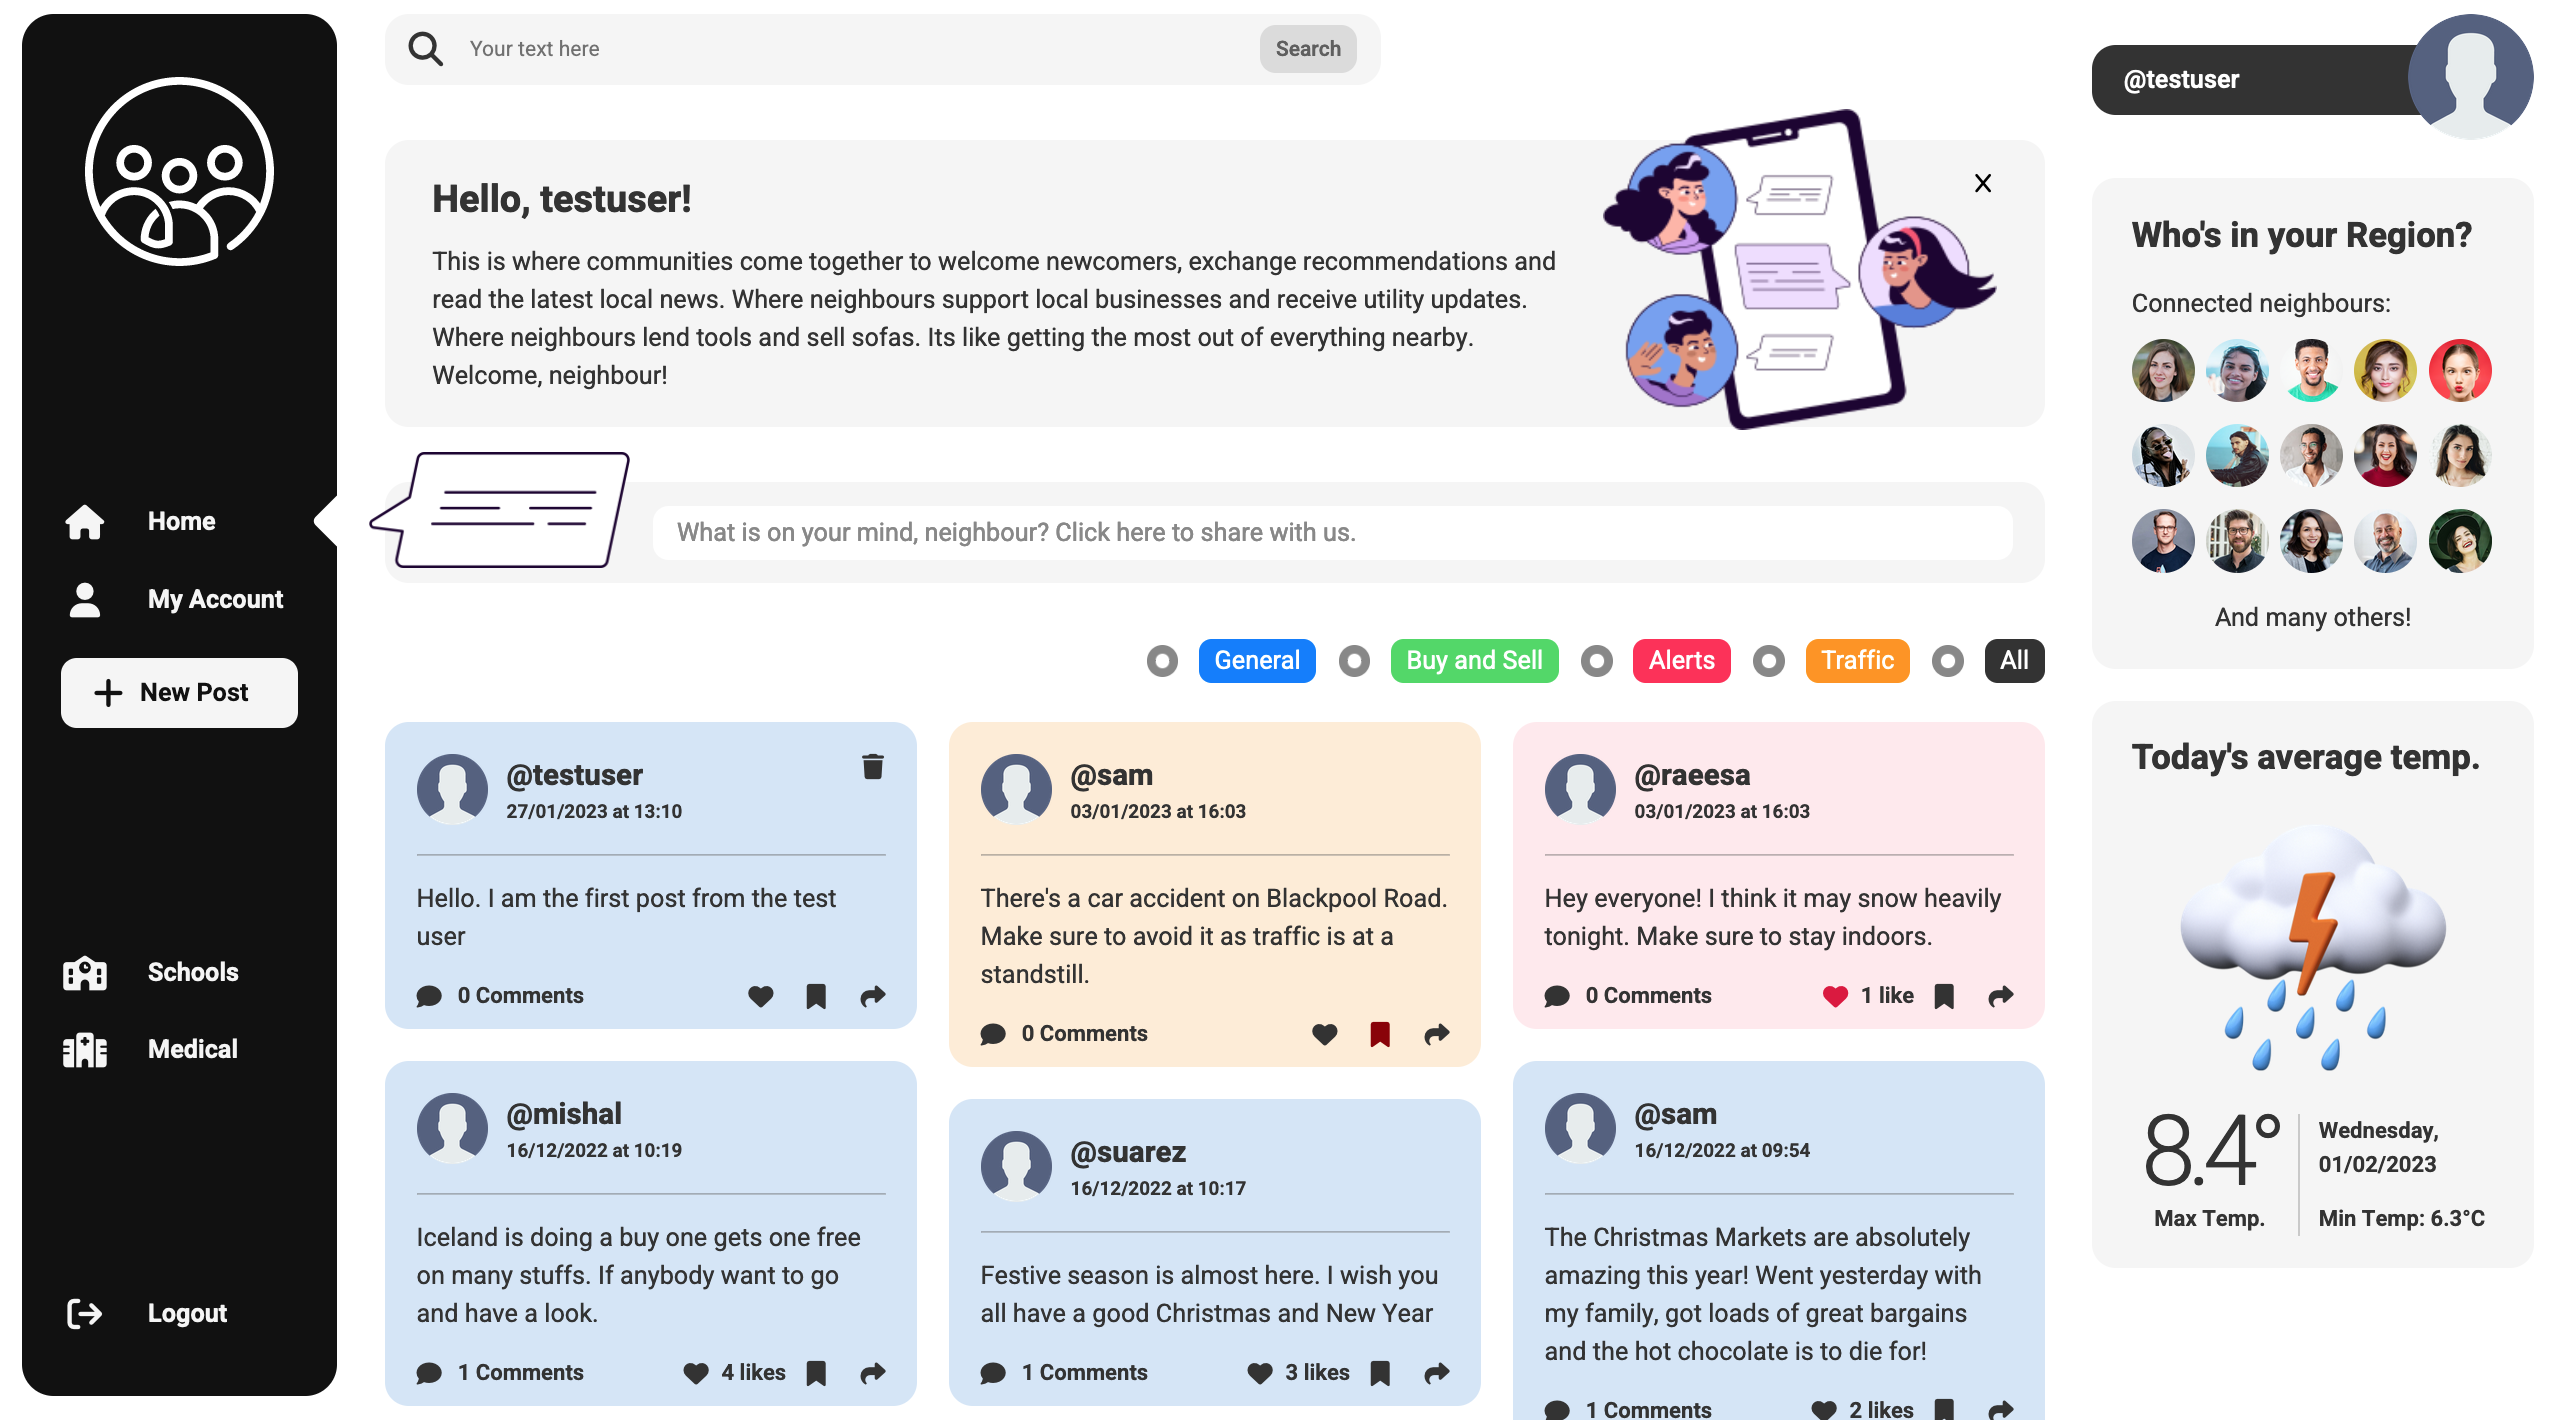 Your text here
Search
@testuser
Hello, testuser!
This is where communities come together to welcome newcomers, exchange recommendations and
read the latest local news. Where neighbours support local businesses and receive utility updates.
Where neighbours lend tools and sell sofas. Its like getting the most out of everything nearby.
Welcome, neighbour!
X
Who's in your Region?
Connected neighbours:
And many others!
Home
My Account
New Post
Schools
Medical
Logout
What is on your mind, neighbour? Click here to share with us.
General
Buy and Sell
Alerts
Traffic
All
@testuser
27/01/2023 at 13:10
Hello. I am the first post from the test
user
0 Comments
@sam
03/01/2023 at 16:03
There's a car accident on Blackpool Road.
Make sure to avoid it as traffic is at a
standstill.
0 Comments
@raeesa
03/01/2023 at 16:03
Hey everyone! I think it may snow heavily
tonight. Make sure to stay indoors.
0 Comments
1 like
@mishal
16/12/2022 at 10:19
Iceland is doing a buy one gets one free
on many stuffs. If anybody want to go
and have a look.
1 Comments
4 likes
@suarez
16/12/2022 at 10:17
Festive season is almost here. I wish you
all have a good Christmas and New Year
1 Comments
3 likes
@sam
16/12/2022 at 09:54
The Christmas Markets are absolutely
amazing this year! Went yesterday with
my family, got loads of great bargains
and the hot chocolate is to die for!
1 Comments
2 likes
Today's average temp.
8.4°
Max Temp.
Wednesday,
01/02/2023
Min Temp: 6.3°C